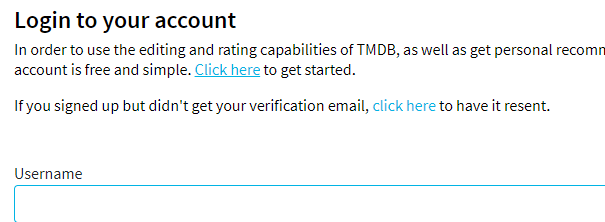 Login to your account
In order to use the editing and rating capabilities of TMDB, as well as get personal
account is free and simple. Click here to get started.
If you signed up but didn't get your verification email, click here to have it resent.
Username